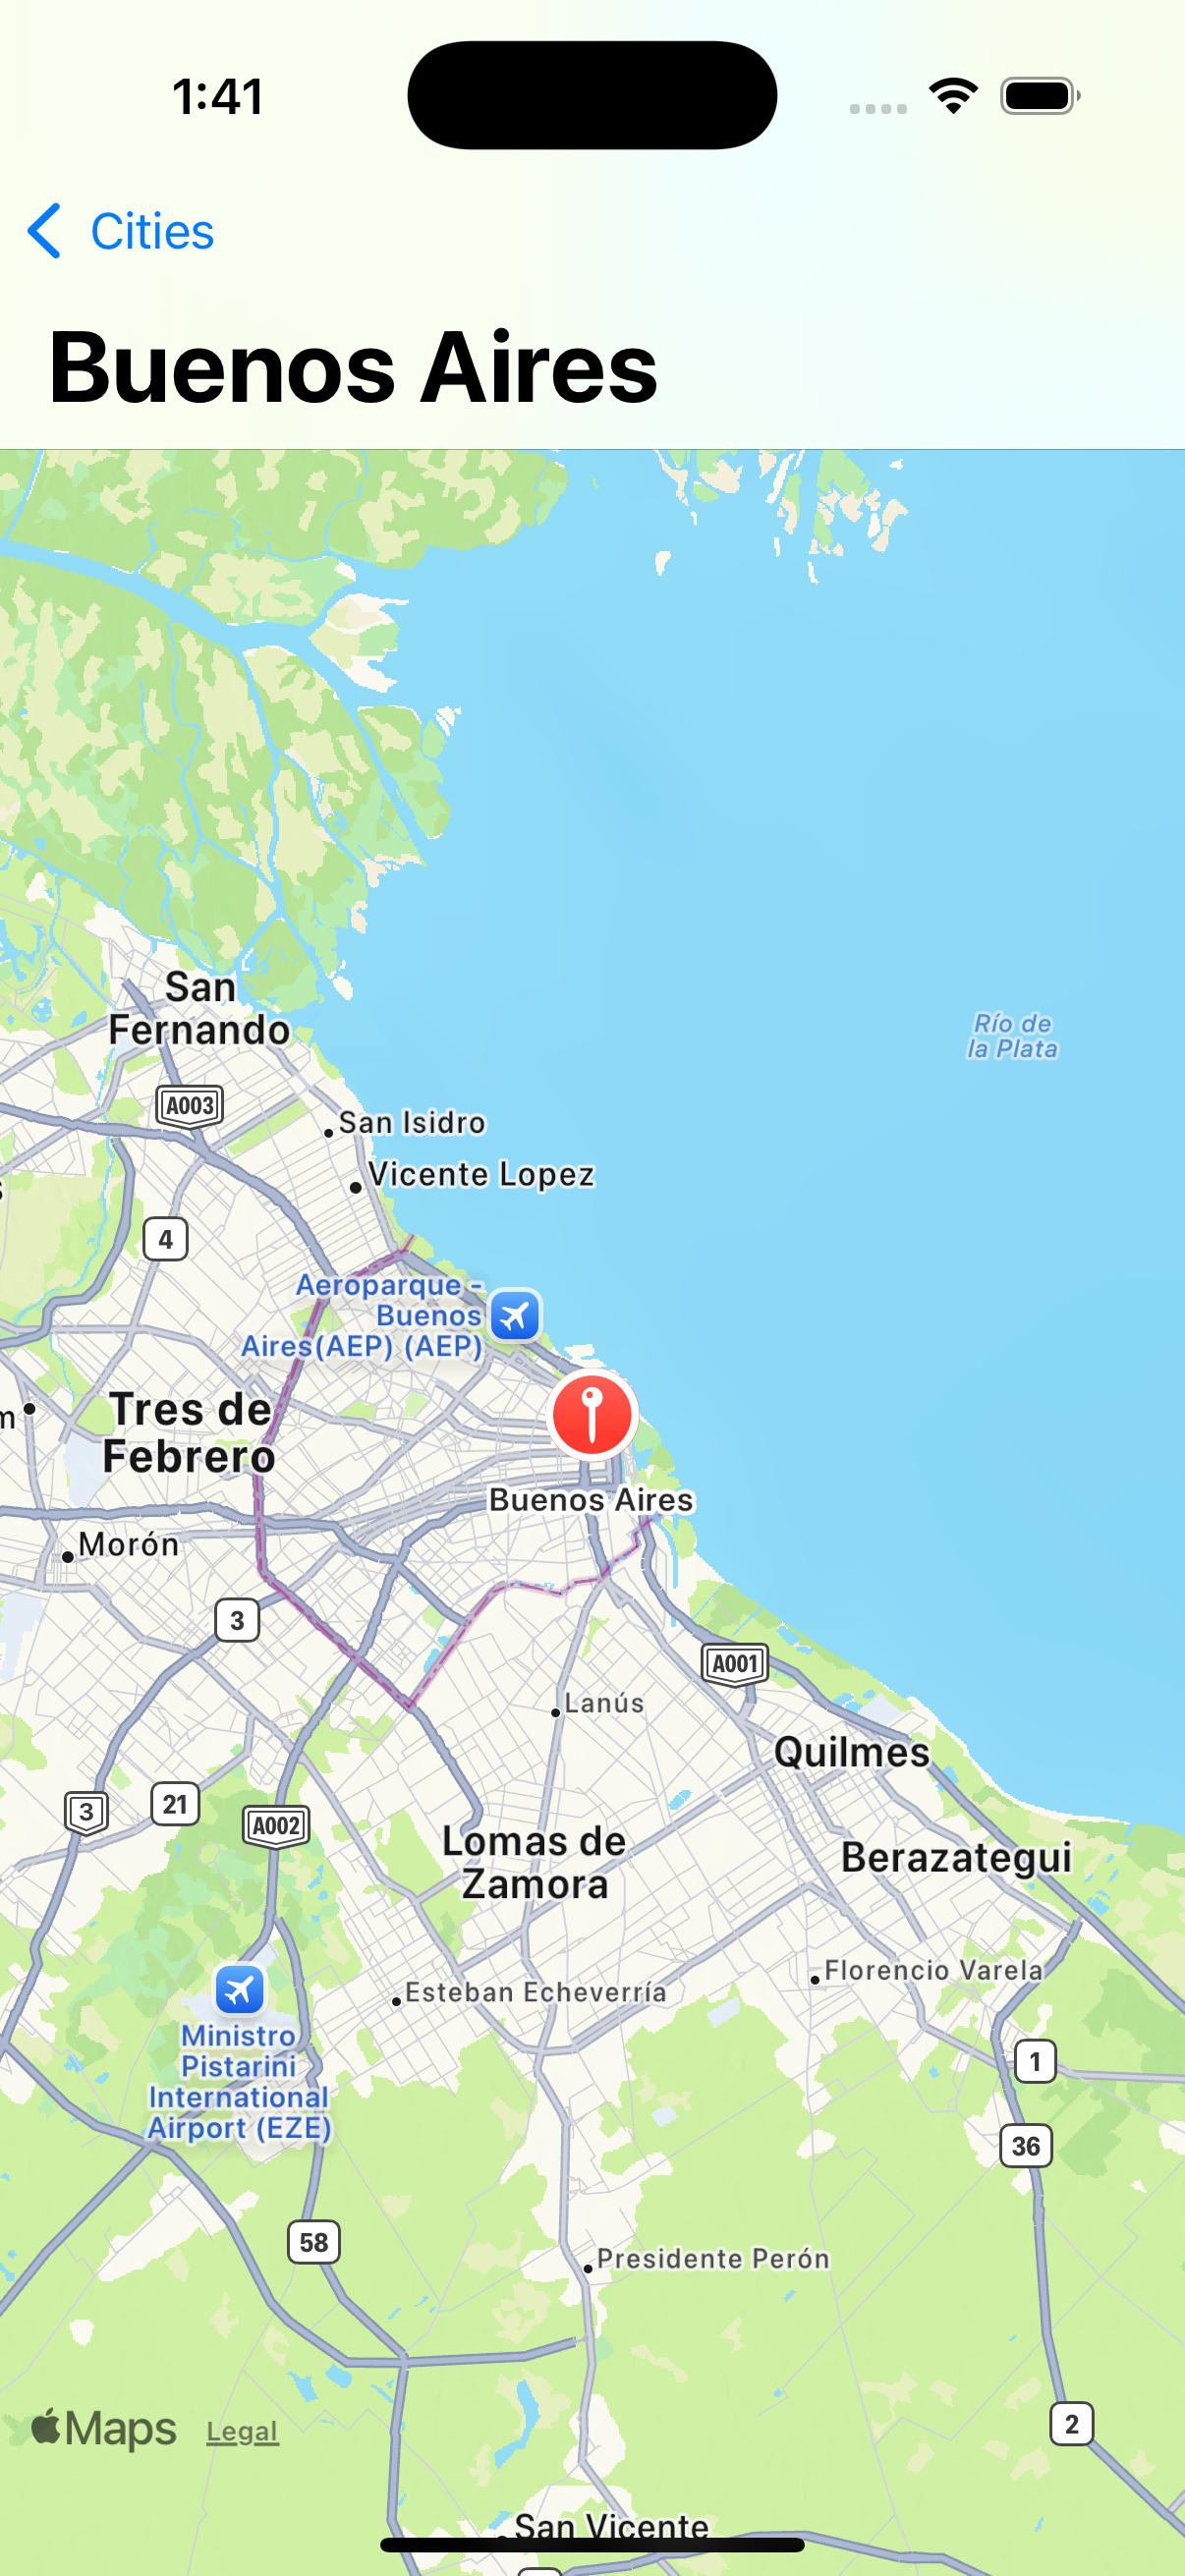 1:41
Cities
Buenos Aires
San
Fernando
Río de
la Plata
A003
San Isidro
Vicente Lopez
4
Aeroparque -
Buenos
Aires(AEP) (AEP)
Tres de
Febrero
m
Buenos Aires
Morón
3
A001
Lanús
Quilmes
3
21
A002
Lomas de
Zamora
Berazategui
Florencio Varela
Esteban Echeverría
Ministro
Pistarini
International
Airport (EZE)
1
36
58
Presidente Perón
2
Maps
Legal
San Vicente